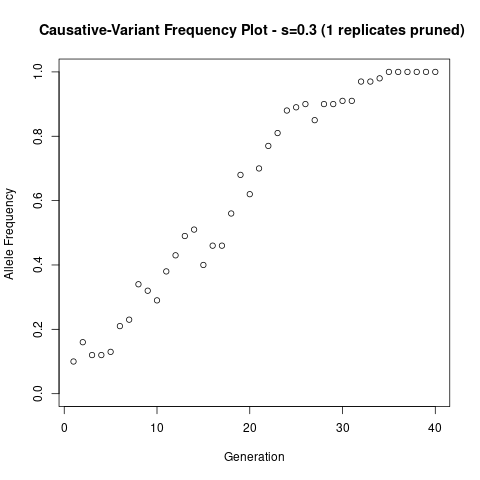 Causative-Variant Frequency Plot - s=0.3 (1 replicates pruned)
1.0
0.8
0.6
0.4
0.2
0.0
Allele Frequency
0 10 20 30 40
Generation